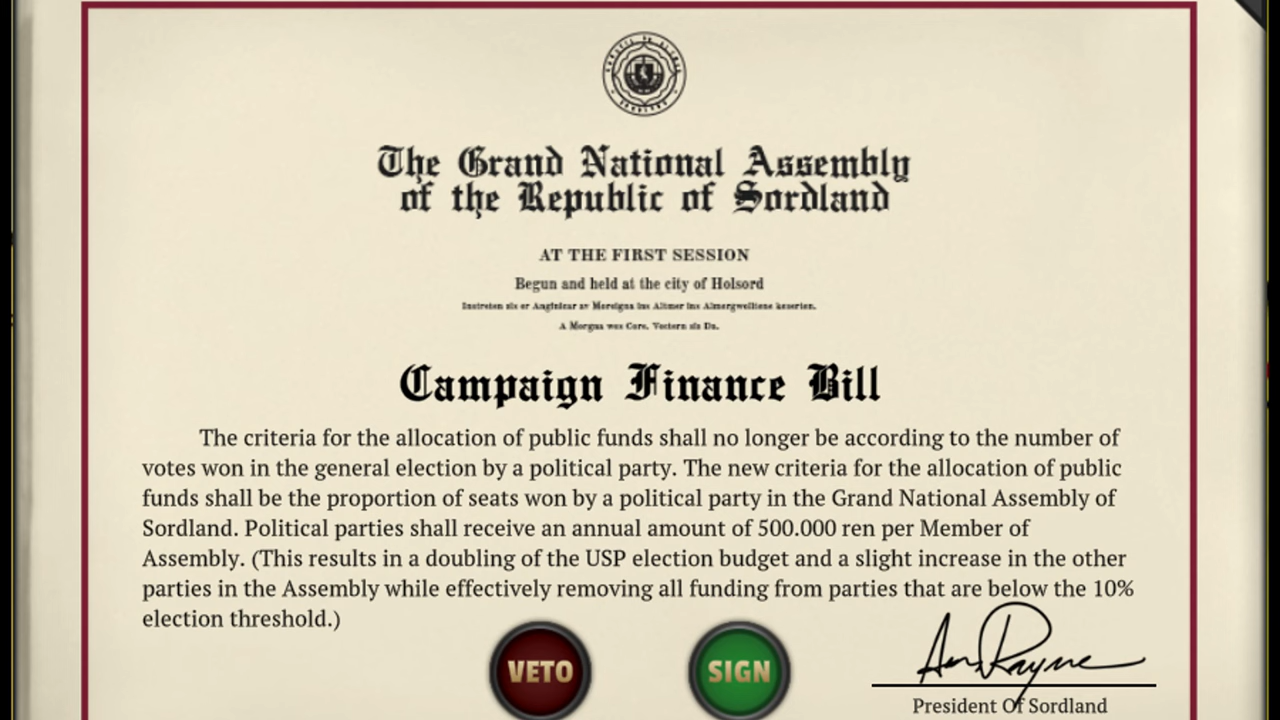 The Grand National Assembly
of the Republic of Sordland
AT THE FIRST SESSION
Begun and held at the city of Holsord
A Morgna wes Core. Vectern sis Da.
Campaign Finance Bill
The criteria for the allocation of public funds shall no longer be according to the number of
votes won in the general election by a political party. The new criteria for the allocation of public
funds shall be the proportion of seats won by a political party in the Grand National Assembly of
Sordland. Political parties shall receive an annual amount of 500.000 ren per Member of
Assembly. (This results in a doubling of the USP election budget and a slight increase in the other
parties in the Assembly while effectively removing all funding from parties that are below the 10%
election threshold.)
VETO
SIGN
President Of Sordland